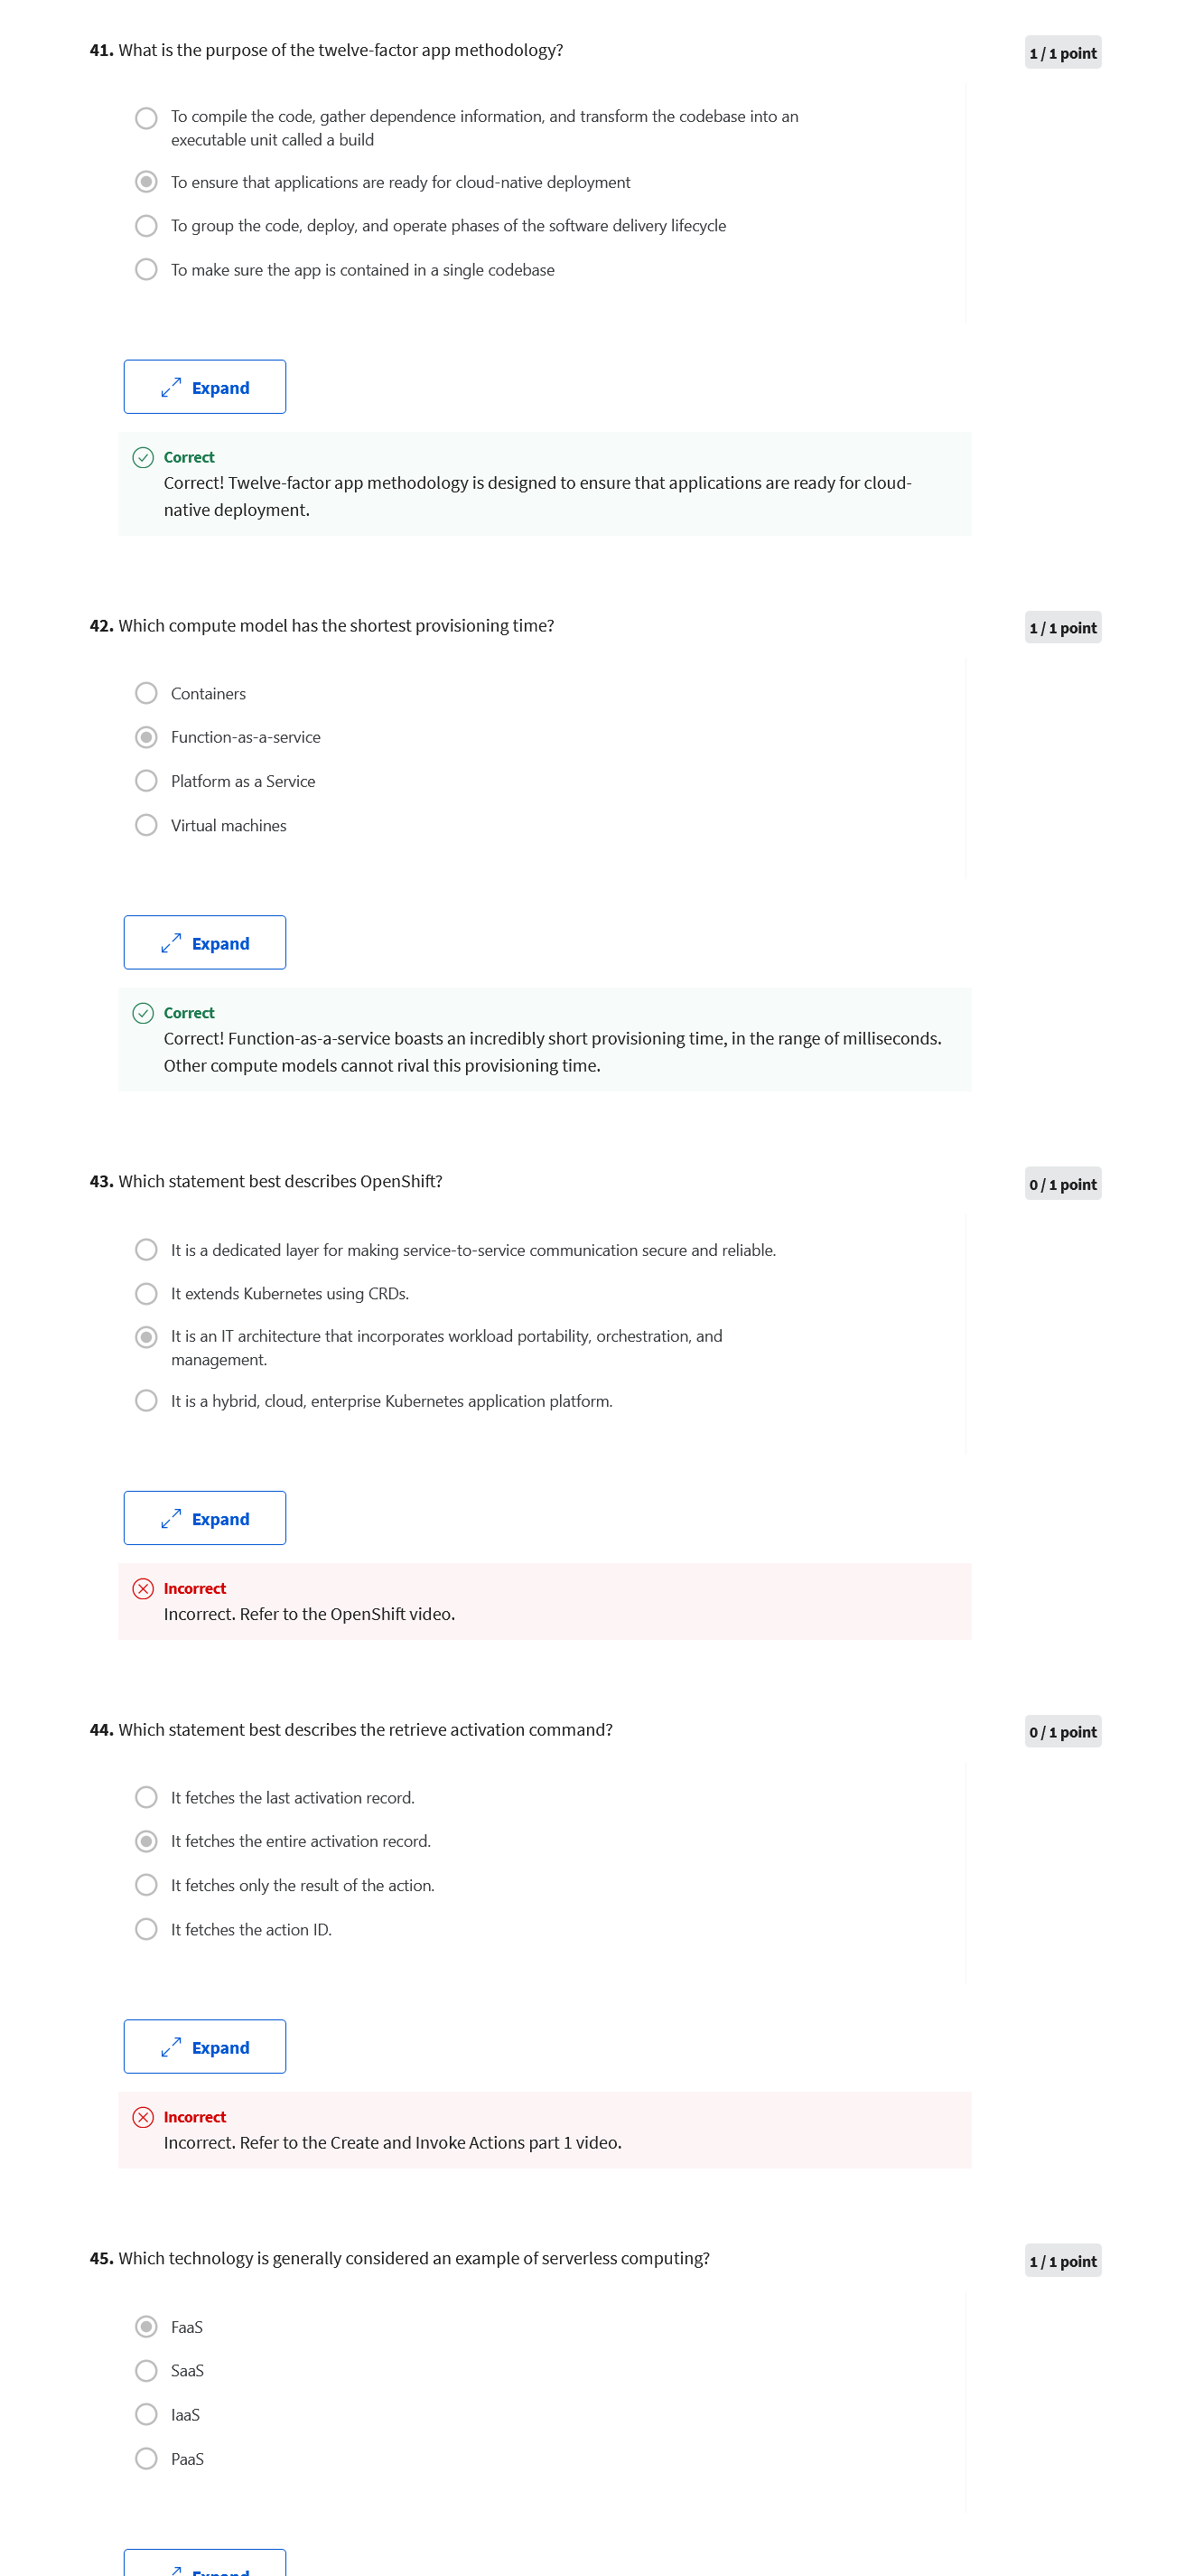 41. What is the purpose of the twelve-factor app methodology?
1 / 1 point
To compile the code, gather dependence information, and transform the codebase into an
executable unit called a build
To ensure that applications are ready for cloud-native deployment
To group the code, deploy, and operate phases of the software delivery lifecycle
To make sure the app is contained in a single codebase
Expand
Correct
Correct! Twelve-factor app methodology is designed to ensure that applications are ready for cloud-
native deployment.
42. Which compute model has the shortest provisioning time?
1 / 1 point
Containers
Function-as-a-service
Platform as a Service
Virtual machines
Expand
Correct
Correct! Function-as-a-service boasts an incredibly short provisioning time, in the range of milliseconds.
Other compute models cannot rival this provisioning time.
43. Which statement best describes OpenShift?
0 / 1 point
It is a dedicated layer for making service-to-service communication secure and reliable.
It extends Kubernetes using CRDs.
It is an IT architecture that incorporates workload portability, orchestration, and
management.
It is a hybrid, cloud, enterprise Kubernetes application platform.
Expand
Incorrect
Incorrect. Refer to the OpenShift video.
44. Which statement best describes the retrieve activation command?
0 / 1 point
It fetches the last activation record.
It fetches the entire activation record.
It fetches only the result of the action.
It fetches the action ID.
Expand
Incorrect
Incorrect. Refer to the Create and Invoke Actions part 1 video.
45. Which technology is generally considered an example of serverless computing?
1 / 1 point
FaaS
SaaS
IaaS
PaaS
Expand